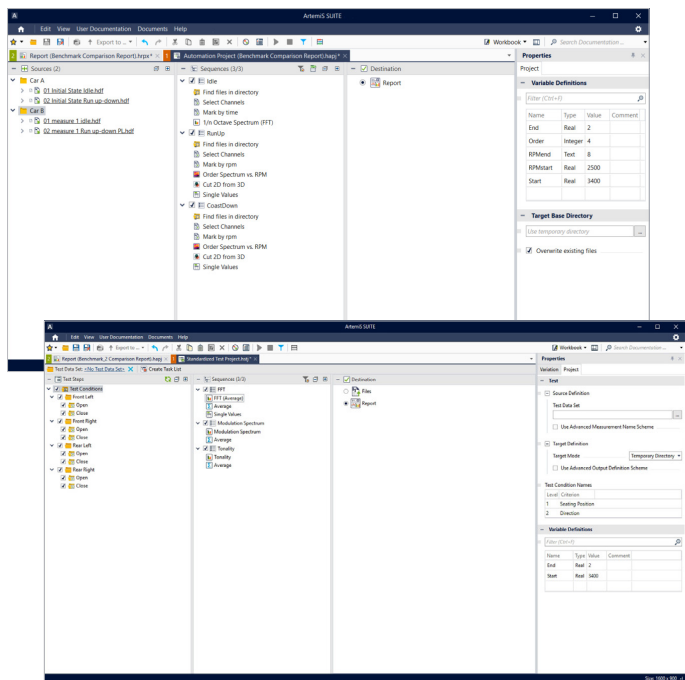 ArtemiS SUITE
Edit View User Documentation Documents Help
Export to ... Workbook Search Documentation ...
2 Report (Benchmark Comparison Report).hrpx* × 1 Automation Project (Benchmark Comparison Report).hapj* ×
Properties
Project
Sources (2)
Car A
01 Initial State Idle.hdf
02 Initial State Run up-down.hdf
Car B
01 measure 1 idle.hdf
02 measure 1 Run up-down PL.hdf
Sequences (3/3)
Idle
Find files in directory
Select Channels
Mark by time
1/n Octave Spectrum (FFT)
RunUp
Find files in directory
Select Channels
Mark by rpm
Order Spectrum vs. RPM
Cut 2D from 3D
Single Values
CoastDown
Find files in directory
Select Channels
Mark by rpm
Order Spectrum vs. RPM
Cut 2D from 3D
Single Values
Destination
Report
Variable Definitions
Filter (Ctrl+F)
Name Type Value Comment
End Real 2
Order Integer 4
RPMend Text 8
RPMstart Real 2500
Start Real 3400
Target Base Directory
Use temporary directory ...
Overwrite existing files
ArtemiS SUITE
Edit View User Documentation Documents Help
Export to ... Workbook Search Documentation ...
2 Report (Benchmark_2 Comparison Report).hapj × 1 Standardized Test Project.hstj* ×
Test Data Set: <No Test Data Set> × Create Task List
Test Steps
Test Conditions
Front Left
Open
Close
Front Right
Open
Close
Rear Left
Open
Close
Rear Right
Open
Close
Sequences (3/3)
FFT
FFT (Average)
Average
Single Values
Modulation Spectrum
Modulation Spectrum
Average
Tonality
Tonality
Average
Destination
Files
Report
Properties
Variation Project
Test
Source Definition
Test Data Set
...
Use Advanced Measurement Name Scheme
Target Definition
Target Mode Temporary Directory
Use Advanced Output Definition Scheme
Test Condition Names
Level Criterion
1 Seating Position
2 Direction
Variable Definitions
Filter (Ctrl+F)
Name Type Value Comment
End Real 2
Start Real 3400
Size: 1000 x 900